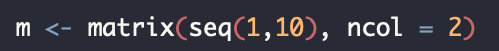 m <- matrix(seq(1,10), ncol = 2)